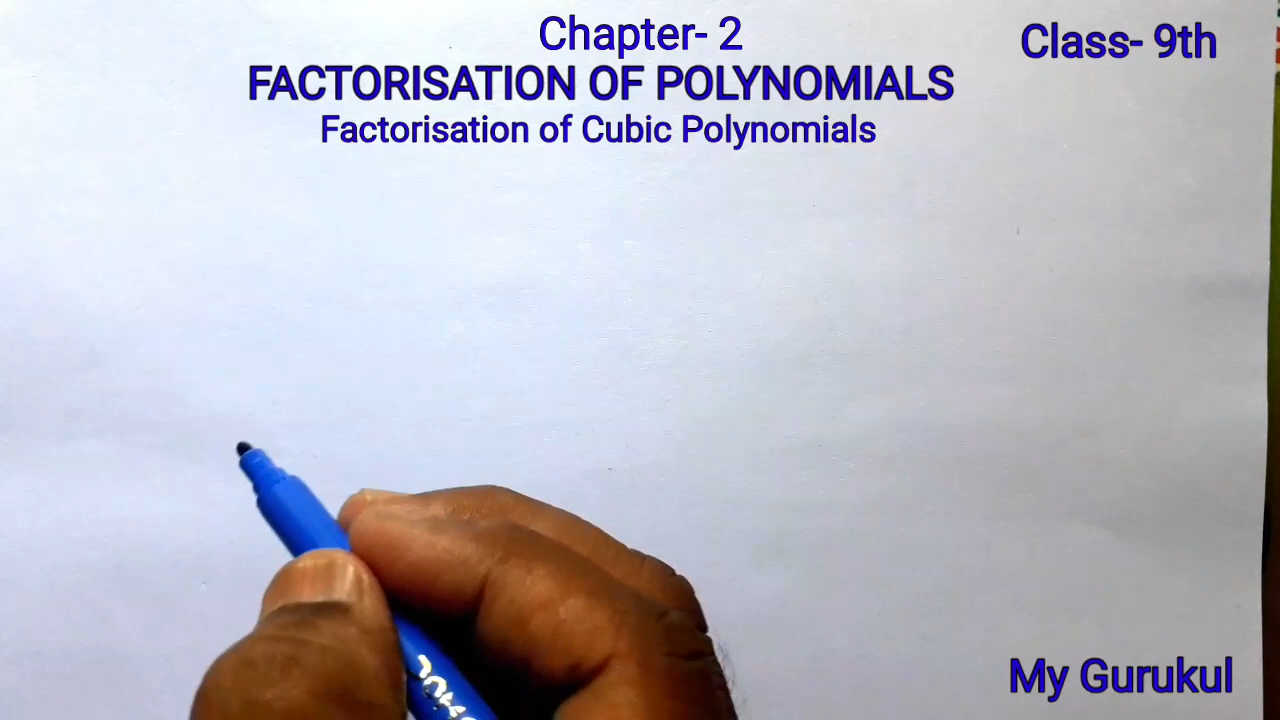 Chapter- 2
Class- 9th
FACTORISATION OF POLYNOMIALS
Factorisation of Cubic Polynomials
My Gurukul